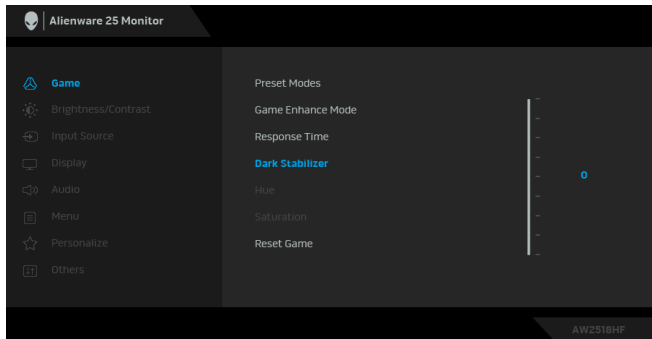 Alienware 25 Monitor
Game
Brightness/Contrast
Input Source
Display
Audio
Menu
Personalize
Others
Preset Modes
Game Enhance Mode
Response Time
Dark Stabilizer
Hue
Saturation
Reset Game
0
AW2518HF